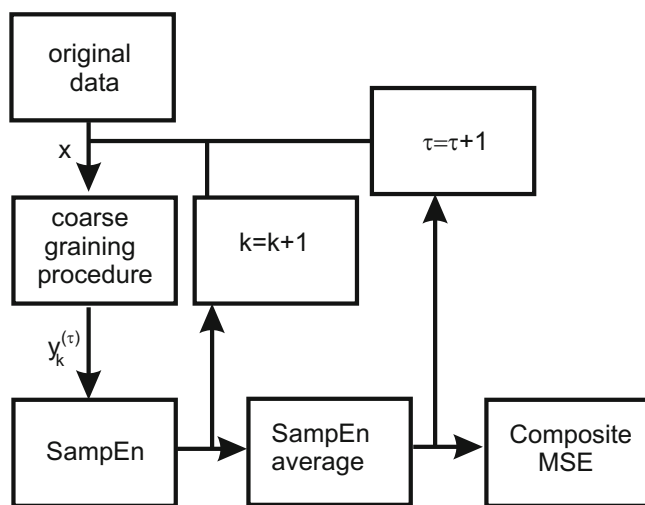 original
data
x
τ=τ+1
coarse
graining
procedure
k=k+1
y_k^(τ)
SampEn
SampEn
average
Composite
MSE